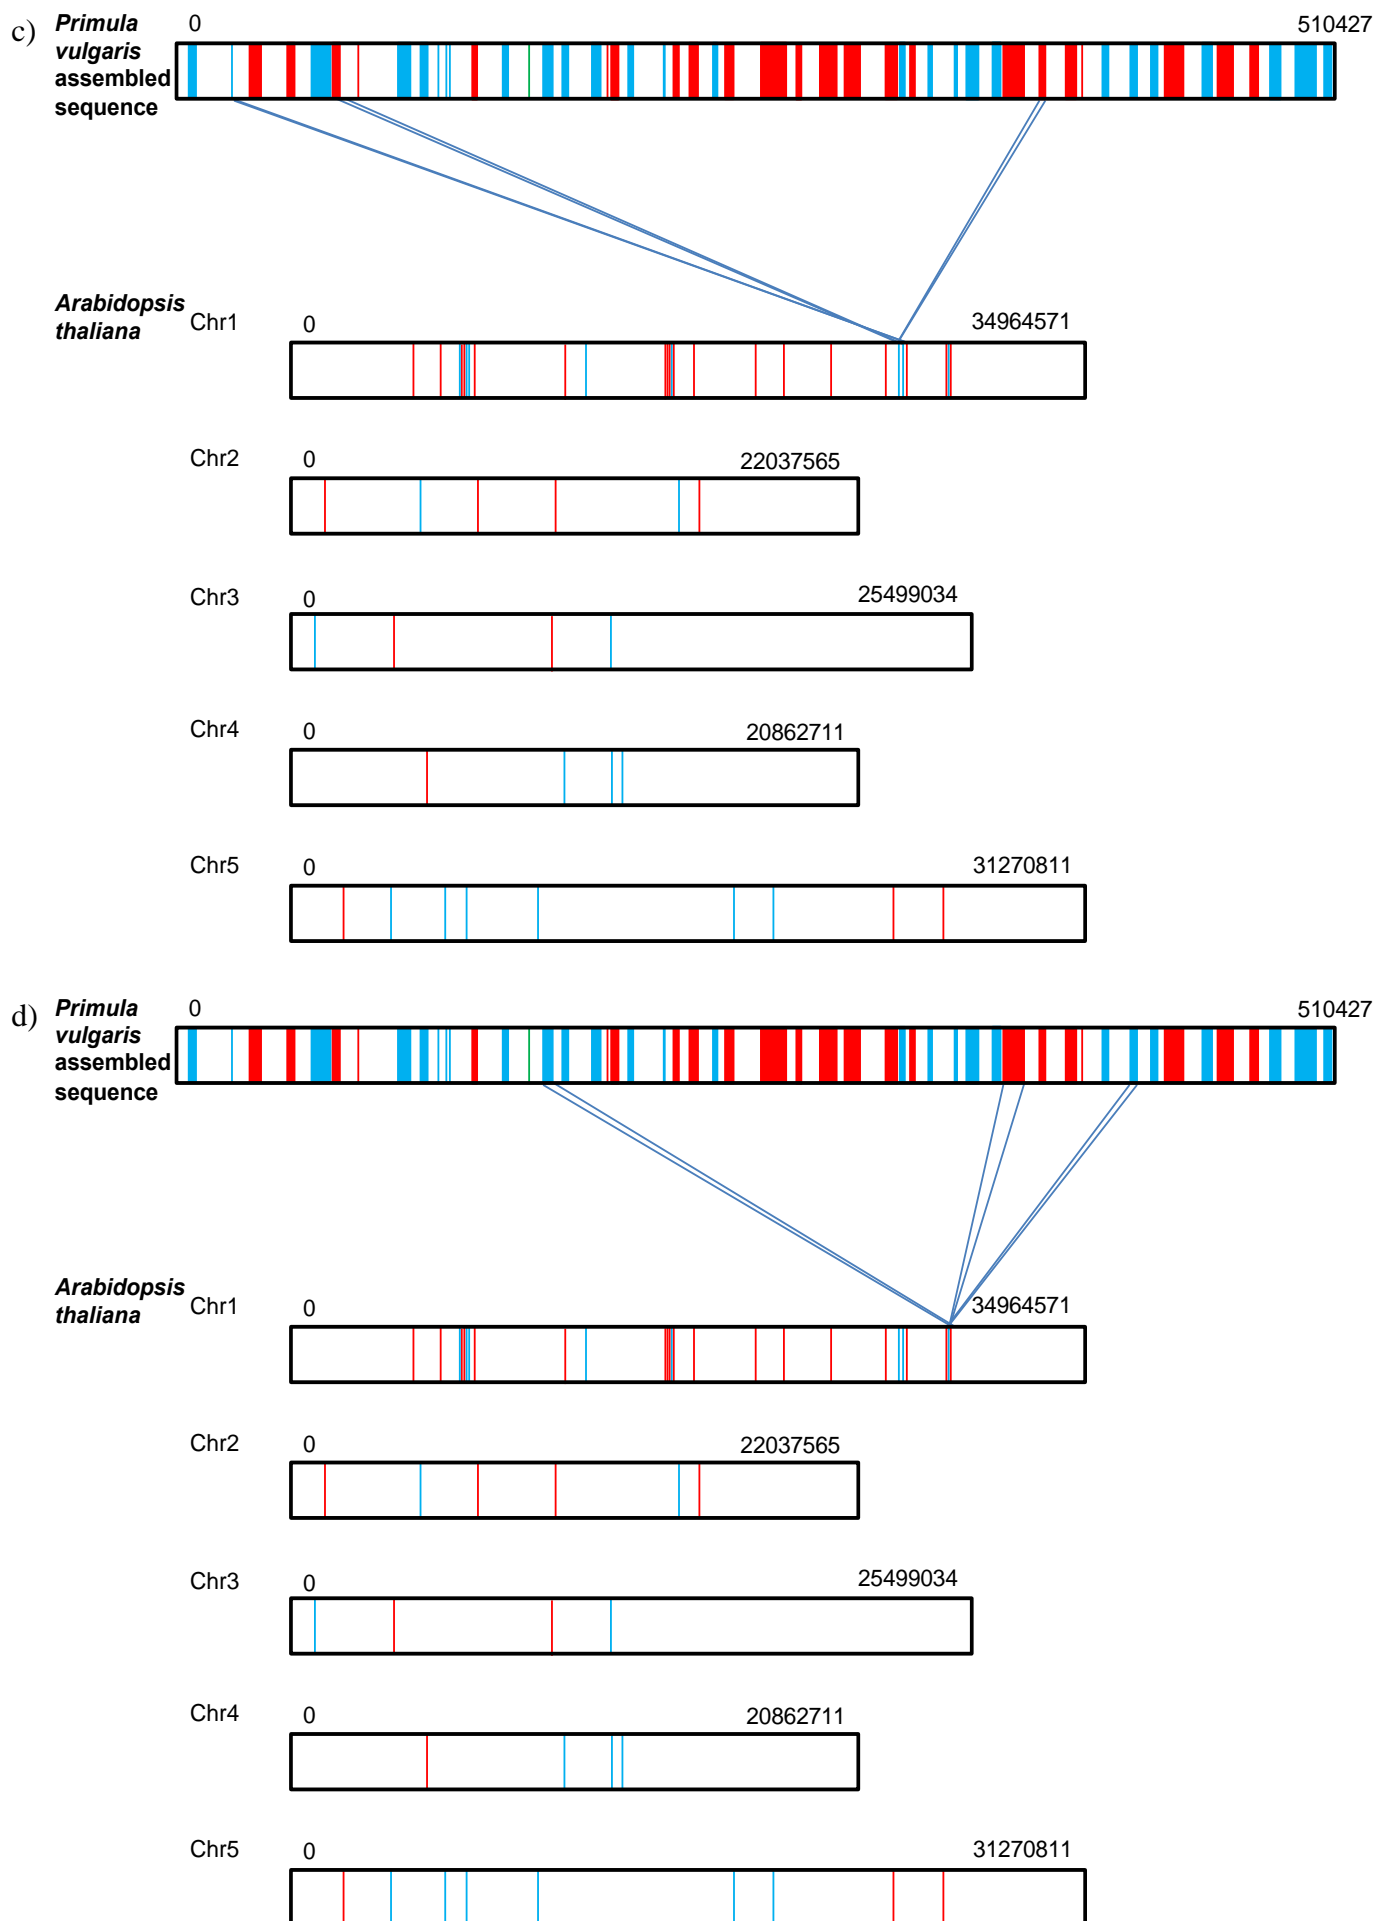 c) Primula 0 510427
vulgaris
assembled
sequence
Arabidopsis
thaliana
Chr1 0 34964571
Chr2 0 22037565
Chr3 0 25499034
Chr4 0 20862711
Chr5 0 31270811
d) Primula 0 510427
vulgaris
assembled
sequence
Arabidopsis
thaliana
Chr1 0 34964571
Chr2 0 22037565
Chr3 0 25499034
Chr4 0 20862711
Chr5 0 31270811